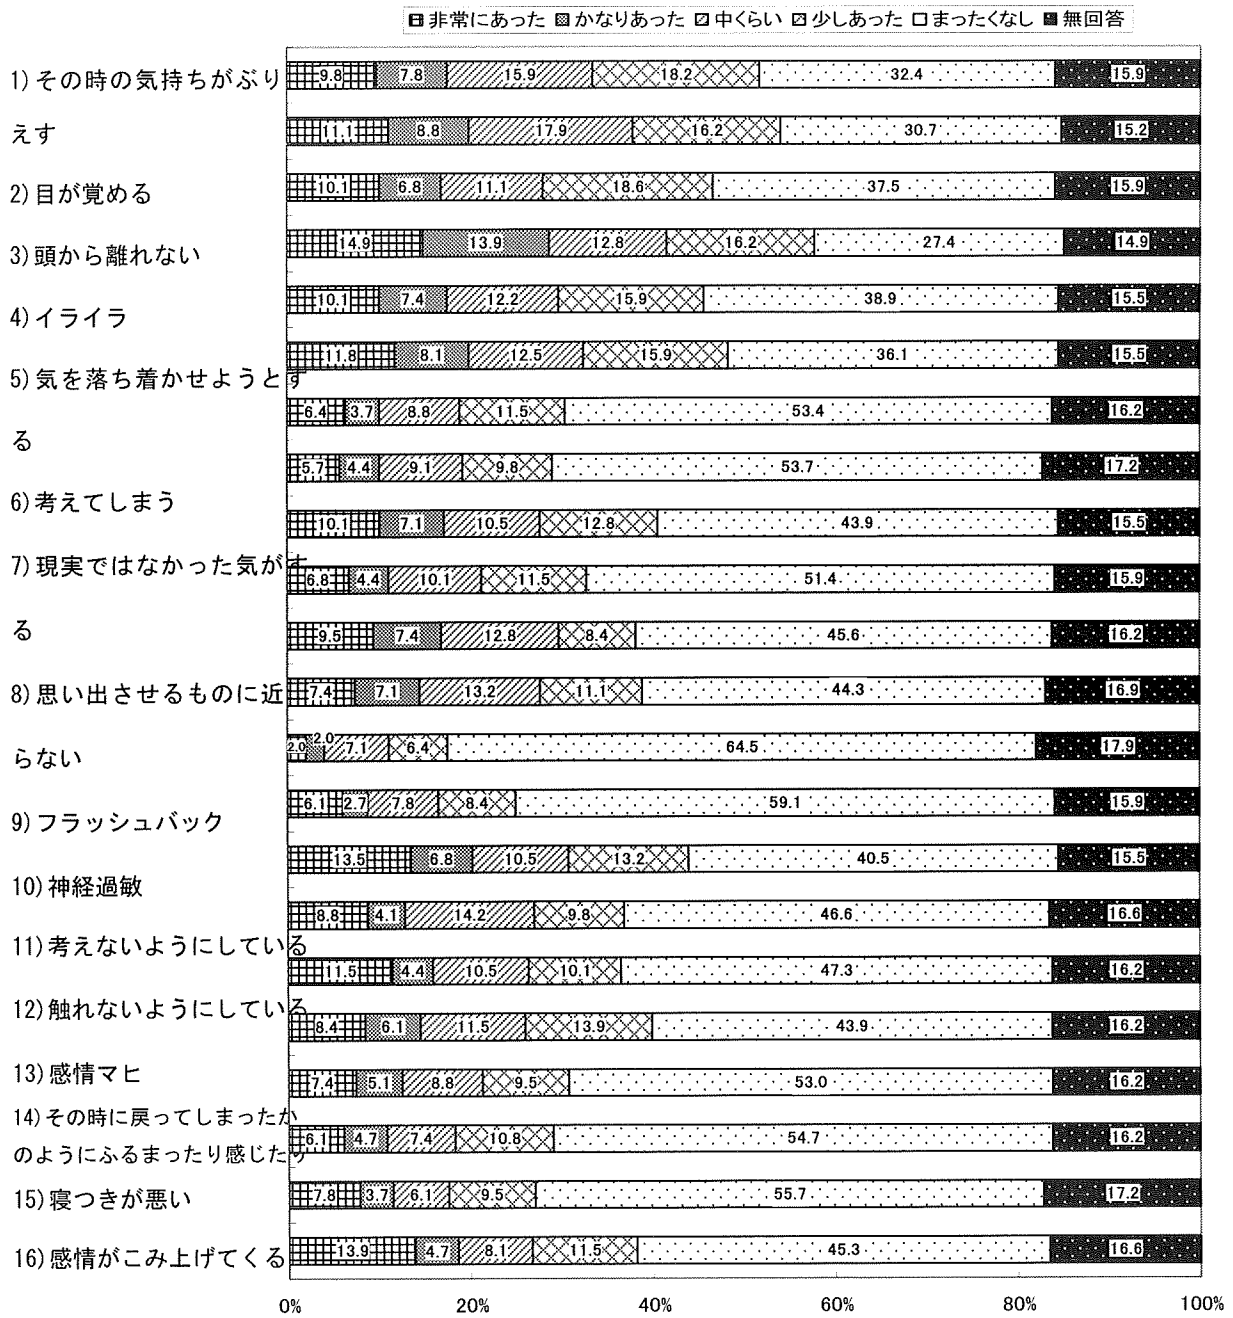 非常にあった かなりあった 中くらい 少しあった まったくなし 無回答
1)その時の気持ちがぶり 9.8 7.8 15.9 18.2 32.4 15.9
えす 11.1 8.8 17.9 16.2 30.7 15.2
2)目が覚める 10.1 6.8 11.1 18.6 37.5 15.9
3)頭から離れない 14.9 13.9 12.8 16.2 27.4 14.9
4)イライラ 10.1 7.4 12.2 15.9 38.9 15.5
11.8 8.1 12.5 15.9 36.1 15.5
5)気を落ち着かせようとす
6.4 3.7 8.8 11.5 53.4 16.2
る
5.7 4.4 9.1 9.8 53.7 17.2
6)考えてしまう
10.1 7.1 10.5 12.8 43.9 15.5
7)現実ではなかった気がす
6.8 4.4 10.1 11.5 51.4 15.9
る 9.5 7.4 12.8 8.4 45.6 16.2
8)思い出させるものに近 7.4 7.1 13.2 11.1 44.3 16.9
らない 2.0 2.0 7.1 6.4 64.5 17.9
6.1 2.7 7.8 8.4 59.1 15.9
9)フラッシュバック
13.5 6.8 10.5 13.2 40.5 15.5
10)神経過敏
8.8 4.1 14.2 9.8 46.6 16.6
11)考えないようにしている
11.5 4.4 10.5 10.1 47.3 16.2
12)触れないようにしている
8.4 6.1 11.5 13.9 43.9 16.2
13)感情マヒ 7.4 5.1 8.8 9.5 53.0 16.2
14)その時に戻ってしまったか
6.1 4.7 7.4 10.8 54.7 16.2
のようにふるまったり感じたり
15)寝つきが悪い 7.8 3.7 6.1 9.5 55.7 17.2
16)感情がこみ上げてくる 13.9 4.7 8.1 11.5 45.3 16.6
0% 20% 40% 60% 80% 100%